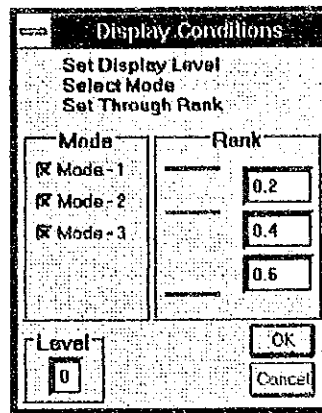 Display Conditions
Set Display Level
Select Mode
Set Through Rank
Mode
Mode-1
Mode-2
Mode-3
Rank
0.2
0.4
0.6
Level
0
OK
Cancel